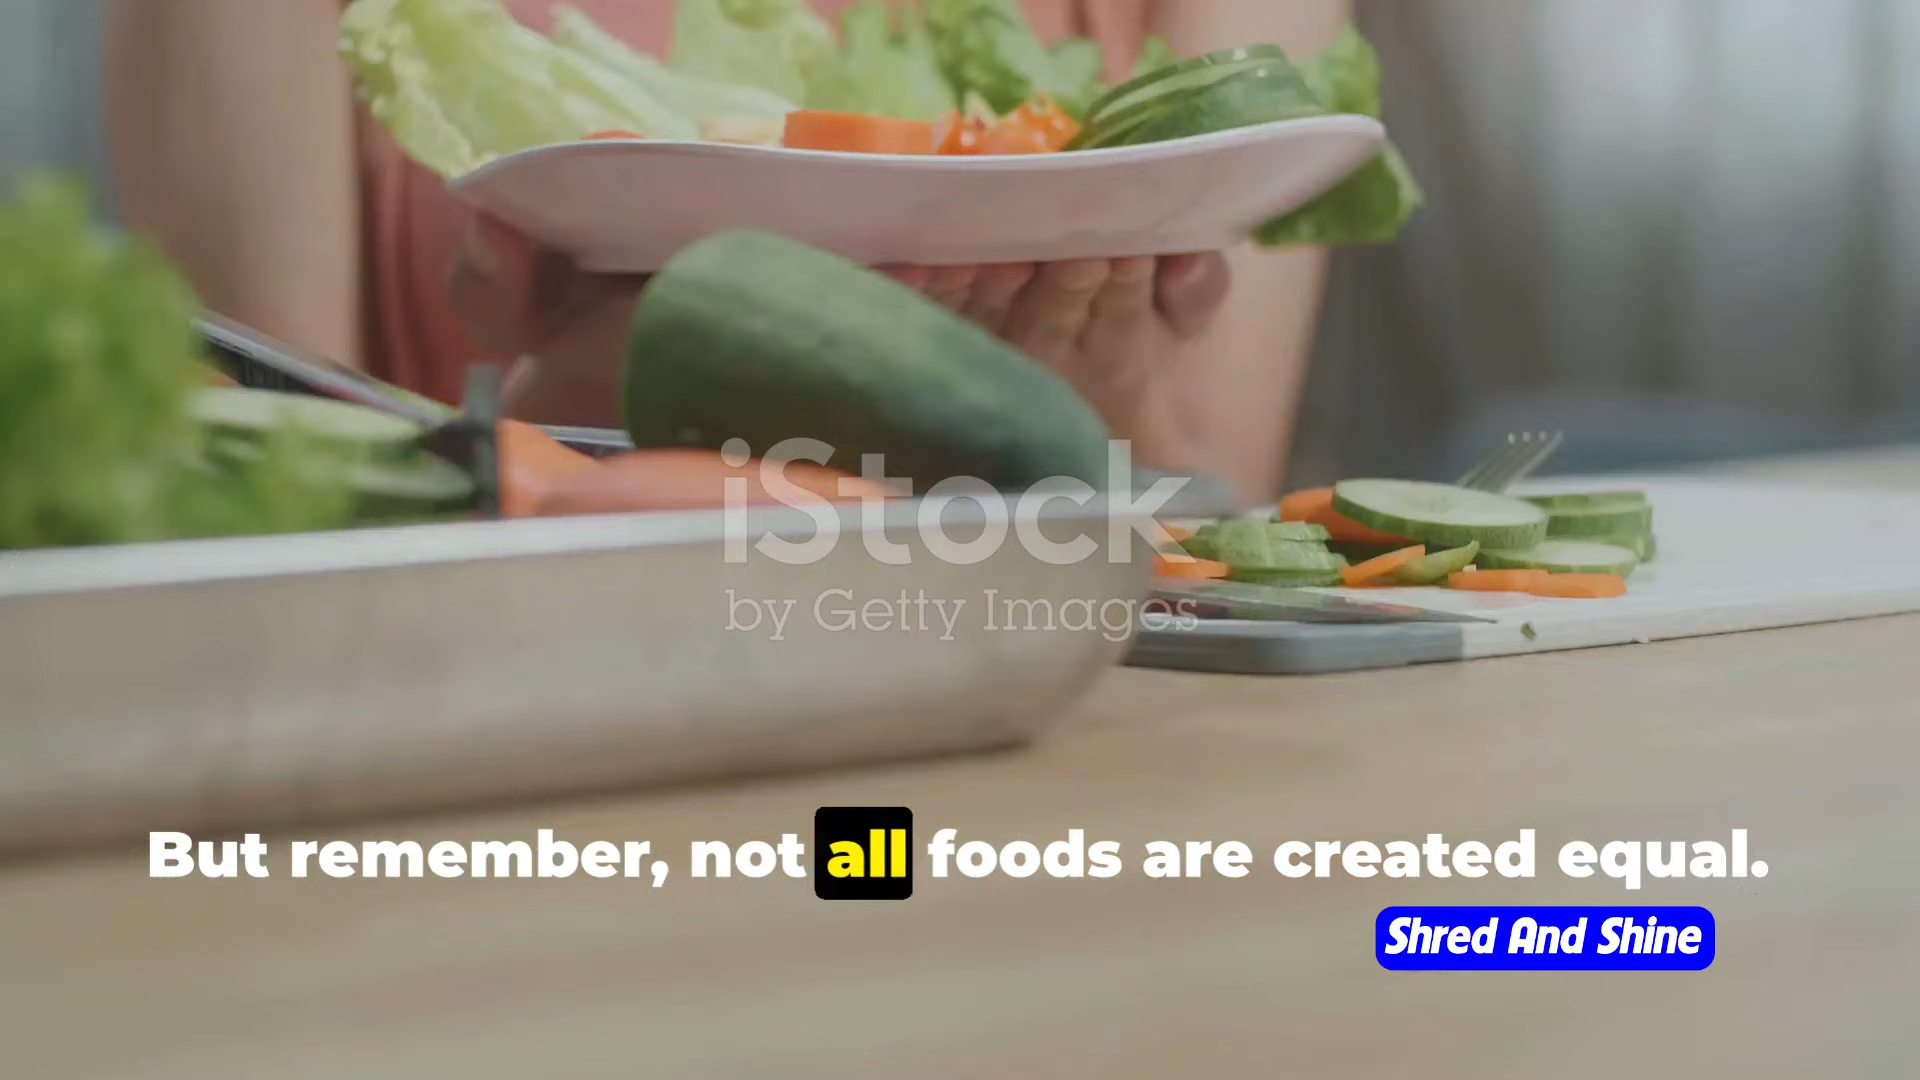 iStock
by Getty Images
But remember, not all foods are created equal.
Shred And Shine